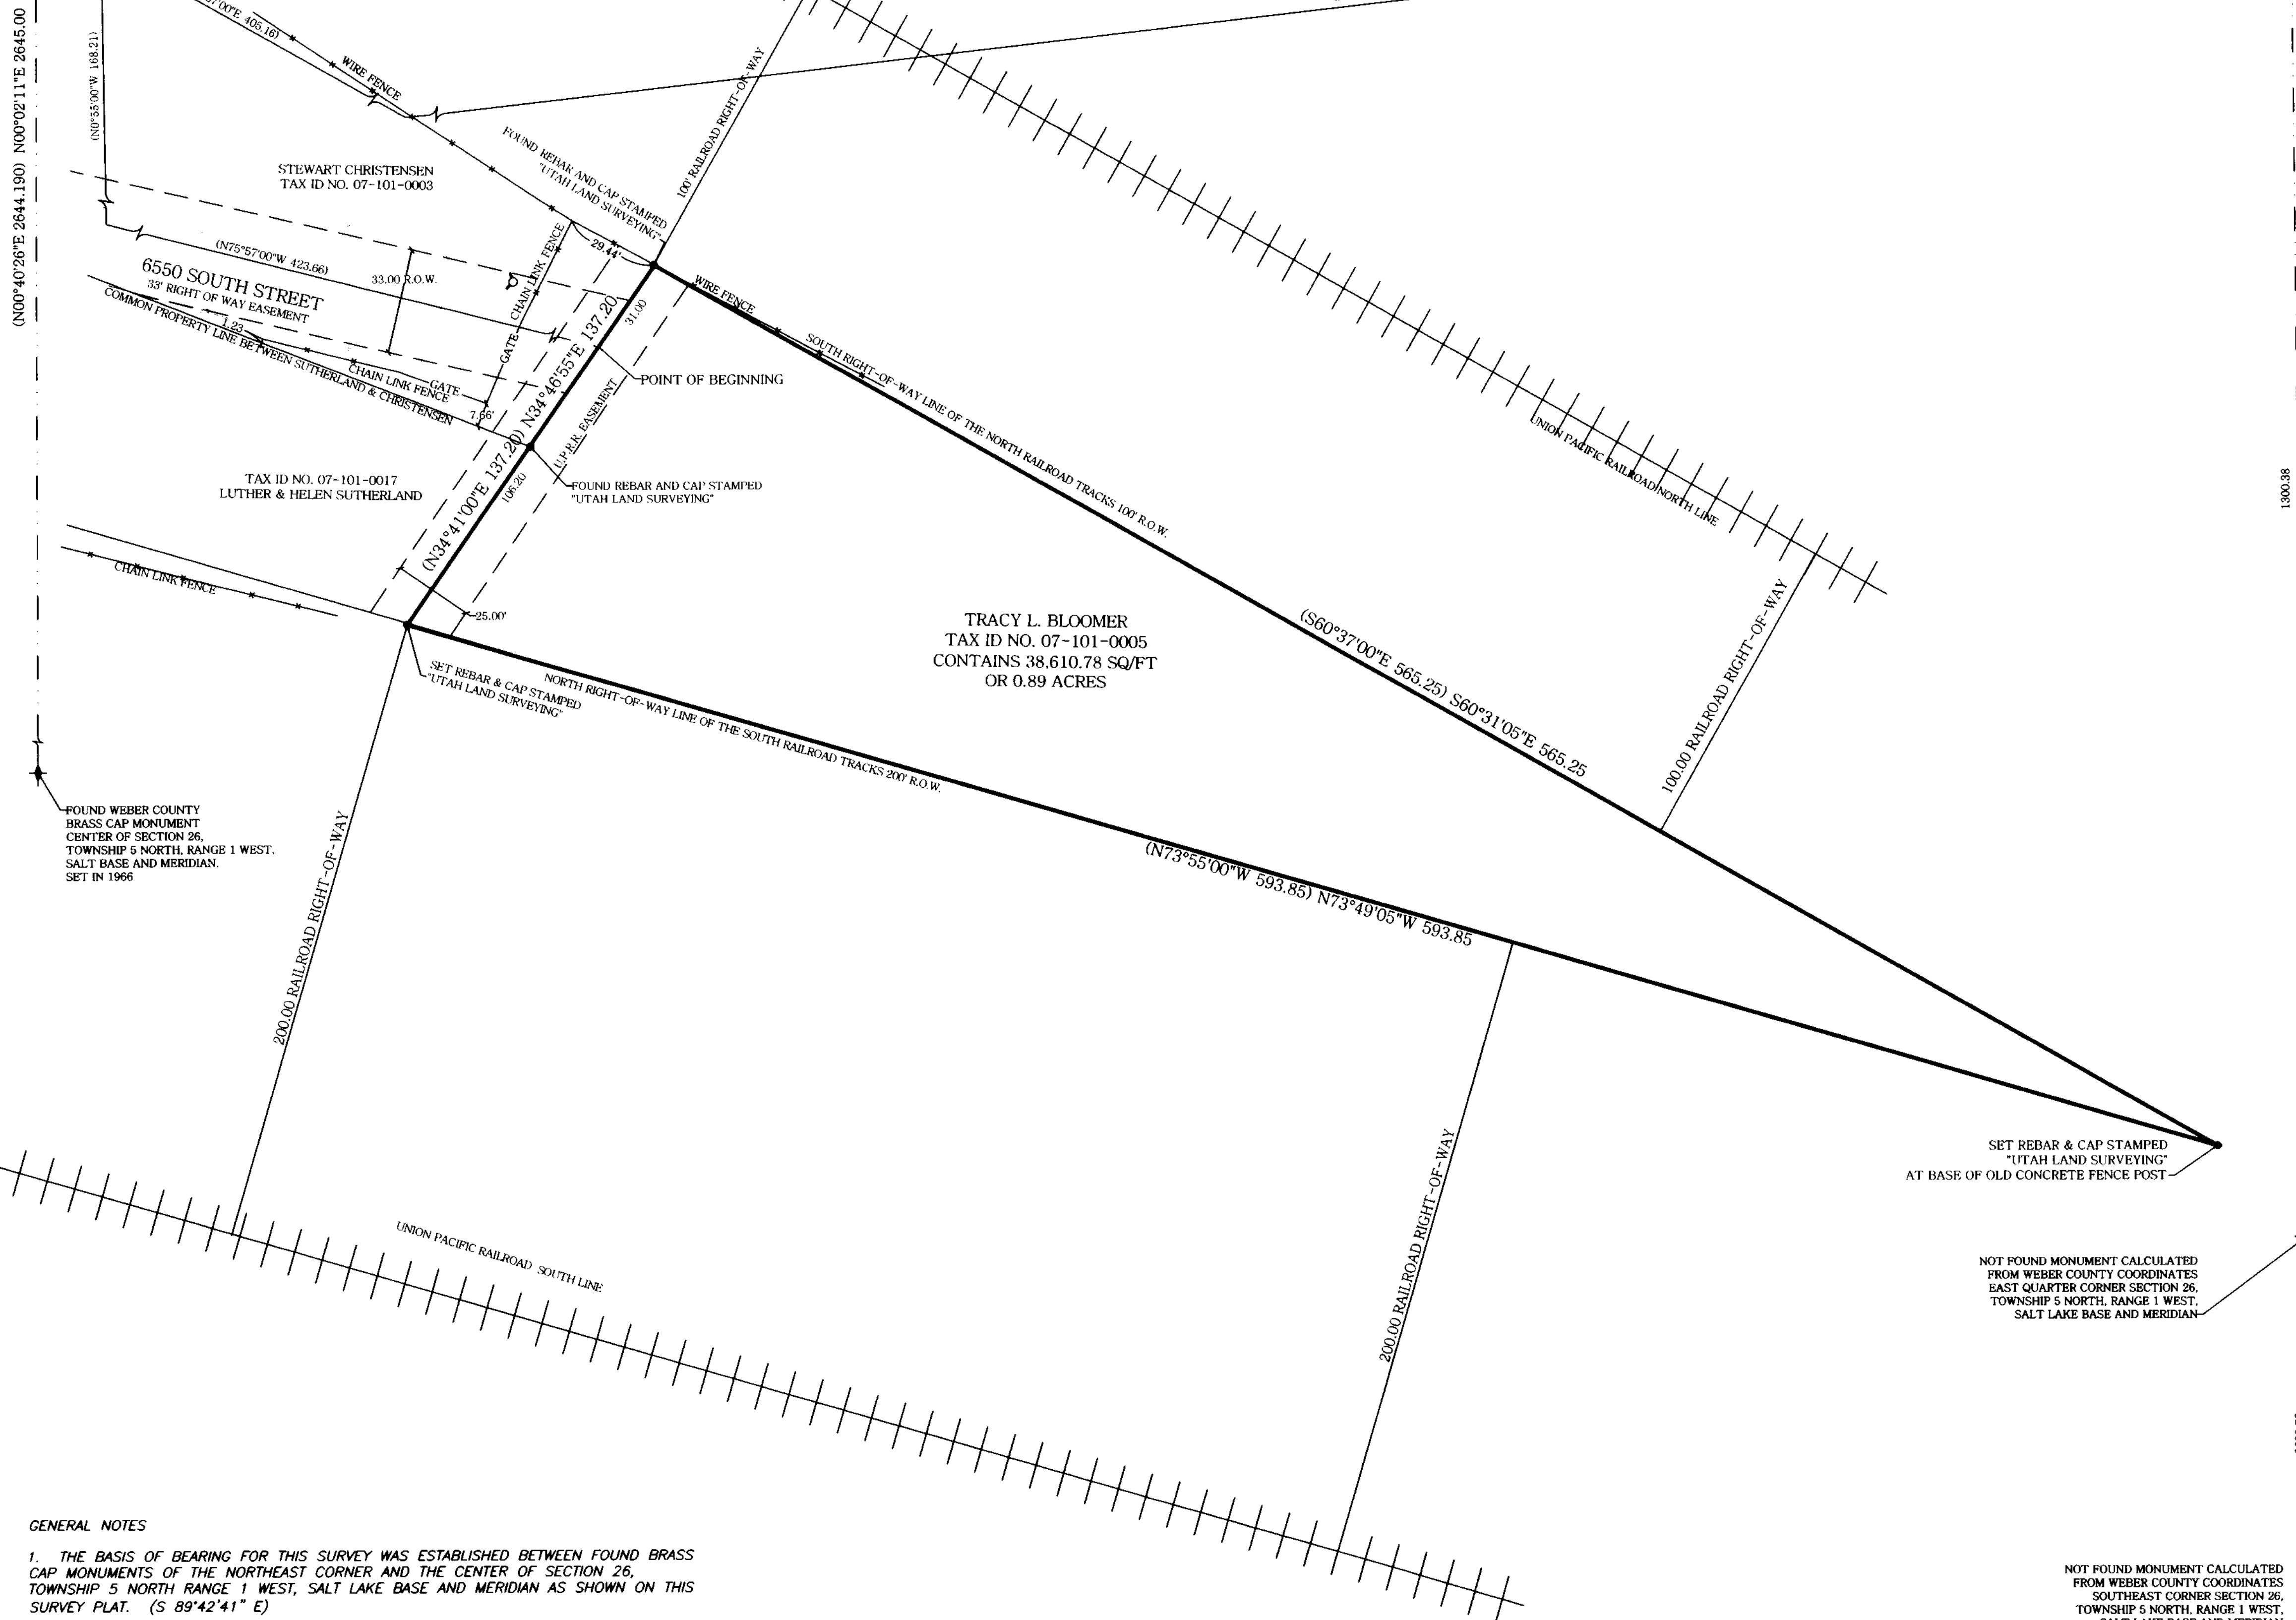 (N00°40'26"E 2644.190) N00°02'11"E 2645.00
(N0°55'00"W 168.21)
7'00"E 405.16)
WIRE FENCE
100' RAILROAD RIGHT-OF-WAY
FOUND REBAR AND CAP STAMPED
"UTAH LAND SURVEYING"
STEWART CHRISTENSEN
TAX ID NO. 07-101-0003
(N75°57'00"W 423.66)
6550 SOUTH STREET
33' RIGHT OF WAY EASEMENT
33.00 R.O.W.
GATE
CHAIN LINK FENCE
29.44'
31.00
WIRE FENCE
1.23
COMMON PROPERTY LINE BETWEEN SUTHERLAND & CHRISTENSEN
CHAIN LINK FENCE
GATE
7.66'
POINT OF BEGINNING
(N34°41'00"E 137.20) N34°46'55"E 137.20
106.20
U.P.R.R. EASEMENT
SOUTH RIGHT-OF-WAY LINE OF THE NORTH RAILROAD TRACKS 100' R.O.W.
UNION PACIFIC RAILROAD NORTH LINE
1300.38
TAX ID NO. 07-101-0017
LUTHER & HELEN SUTHERLAND
FOUND REBAR AND CAP STAMPED
"UTAH LAND SURVEYING"
CHAIN LINK FENCE
25.00'
TRACY L. BLOOMER
TAX ID NO. 07-101-0005
CONTAINS 38,610.78 SQ/FT
OR 0.89 ACRES
(S60°37'00"E 565.25) S60°31'05"E 565.25
100.00 RAILROAD RIGHT-OF-WAY
SET REBAR & CAP STAMPED
"UTAH LAND SURVEYING"
NORTH RIGHT-OF-WAY LINE OF THE SOUTH RAILROAD TRACKS 200' R.O.W.
(N73°55'00"W 593.85) N73°49'05"W 593.85
FOUND WEBER COUNTY
BRASS CAP MONUMENT
CENTER OF SECTION 26,
TOWNSHIP 5 NORTH, RANGE 1 WEST,
SALT BASE AND MERIDIAN.
SET IN 1966
200.00 RAILROAD RIGHT-OF-WAY
200.00 RAILROAD RIGHT-OF-WAY
SET REBAR & CAP STAMPED
"UTAH LAND SURVEYING"
AT BASE OF OLD CONCRETE FENCE POST
UNION PACIFIC RAILROAD SOUTH LINE
NOT FOUND MONUMENT CALCULATED
FROM WEBER COUNTY COORDINATES
EAST QUARTER CORNER SECTION 26,
TOWNSHIP 5 NORTH, RANGE 1 WEST,
SALT LAKE BASE AND MERIDIAN
GENERAL NOTES
1. THE BASIS OF BEARING FOR THIS SURVEY WAS ESTABLISHED BETWEEN FOUND BRASS
CAP MONUMENTS OF THE NORTHEAST CORNER AND THE CENTER OF SECTION 26,
TOWNSHIP 5 NORTH RANGE 1 WEST, SALT LAKE BASE AND MERIDIAN AS SHOWN ON THIS
SURVEY PLAT. (S 89°42'41" E)
NOT FOUND MONUMENT CALCULATED
FROM WEBER COUNTY COORDINATES
SOUTHEAST CORNER SECTION 26,
TOWNSHIP 5 NORTH, RANGE 1 WEST,
SALT LAKE BASE AND MERIDIAN